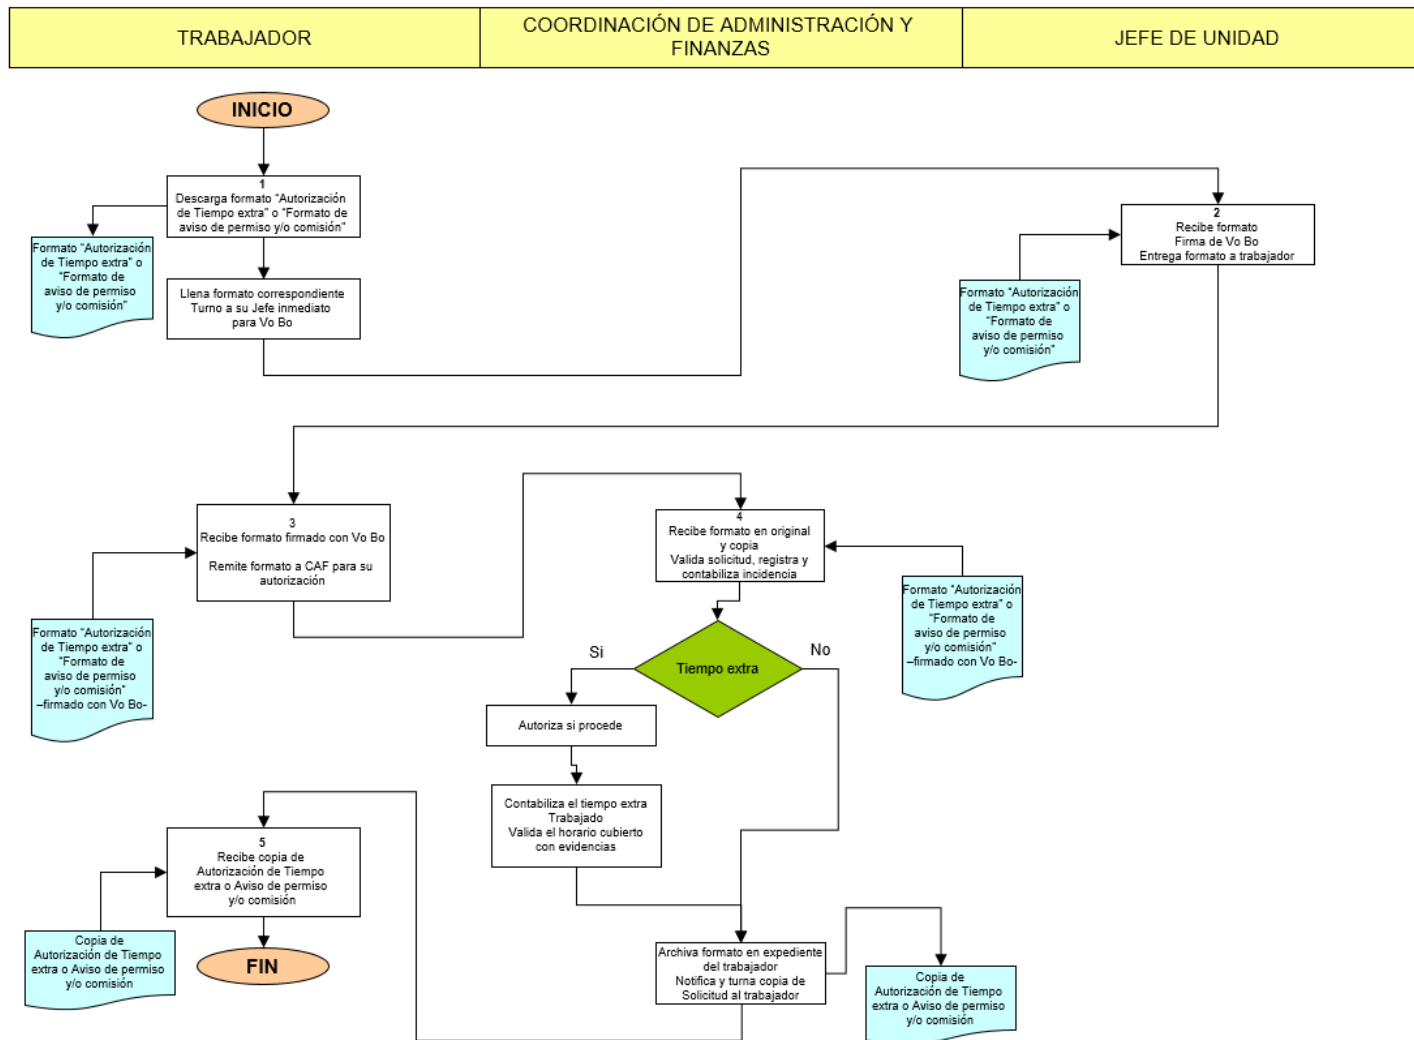 TRABAJADOR
COORDINACIÓN DE ADMINISTRACIÓN Y
FINANZAS
JEFE DE UNIDAD
INICIO
1
Descarga formato "Autorización
de Tiempo extra" o "Formato de
aviso de permiso y/o comisión"
Formato "Autorización
de Tiempo extra" o
"Formato de
aviso de permiso
y/o comisión"
Llena formato correspondiente
Turno a su Jefe inmediato
para Vo Bo
2
Recibe formato
Firma de Vo Bo
Entrega formato a trabajador
Formato "Autorización
de Tiempo extra" o
"Formato de
aviso de permiso
y/o comisión"
3
Recibe formato firmado con Vo Bo
Remite formato a CAF para su
autorización
Formato "Autorización
de Tiempo extra" o
"Formato de
aviso de permiso
y/o comisión"
–firmado con Vo Bo-
4
Recibe formato en original
y copia
Valida solicitud, registra y
contabiliza incidencia
Formato "Autorización
de Tiempo extra" o
"Formato de
aviso de permiso
y/o comisión"
–firmado con Vo Bo-
Tiempo extra
Si
No
Autoriza si procede
Contabiliza el tiempo extra
Trabajado
Valida el horario cubierto
con evidencias
Archiva formato en expediente
del trabajador
Notifica y turna copia de
Solicitud al trabajador
Copia de
Autorización de Tiempo
extra o Aviso de permiso
y/o comisión
5
Recibe copia de
Autorización de Tiempo
extra o Aviso de permiso
y/o comisión
Copia de
Autorización de Tiempo
extra o Aviso de permiso
y/o comisión
FIN